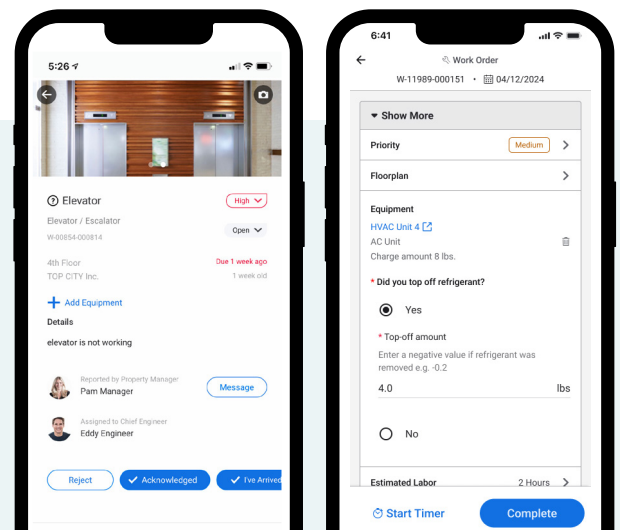 5:26
Elevator
High
Elevator / Escalator
Open
W-00854-000814
4th Floor
Due 1 week ago
TOP CITY Inc.
1 week old
Add Equipment
Details
elevator is not working
Reported by Property Manager
Pam Manager
Message
Assigned to Chief Engineer
Eddy Engineer
Reject
Acknowledged
I've Arrived
6:41
Work Order
W-11989-000151 • 04/12/2024
Show More
Priority
Medium
Floorplan
Equipment
HVAC Unit 4
AC Unit
Charge amount 8 lbs.
* Did you top off refrigerant?
Yes
* Top-off amount
Enter a negative value if refrigerant was
removed e.g. -0.2
4.0 lbs
No
Estimated Labor 2 Hours
Start Timer
Complete